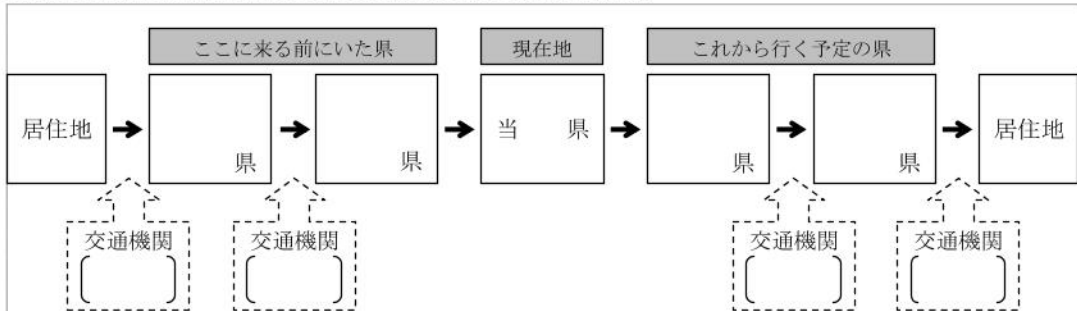 ここに来る前にいた県 現在地 これから行く予定の県
居住地 当 県 居住地
県 県 県 県
交通機関 交通機関 交通機関 交通機関